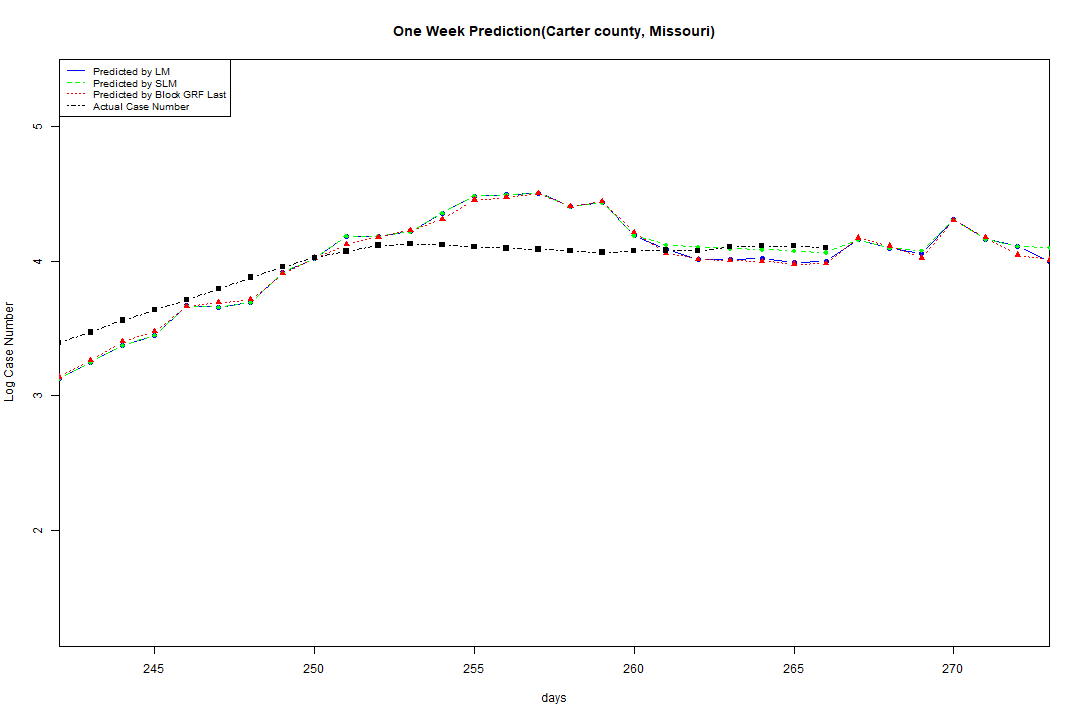 One Week Prediction(Carter county, Missouri)
Predicted by LM
Predicted by SLM
Predicted by Block GRF Last
Actual Case Number
5
4
3
2
Log Case Number
245 250 255 260 265 270
days